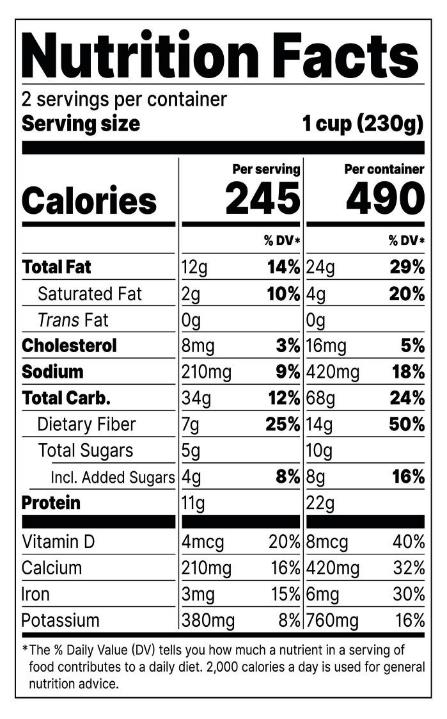 Nutrition Facts
2 servings per container
Serving size 1 cup (230g)
Per serving Per container
Calories 245 490
% DV* % DV*
Total Fat 12g 14% 24g 29%
Saturated Fat 2g 10% 4g 20%
Trans Fat 0g 0g
Cholesterol 8mg 3% 16mg 5%
Sodium 210mg 9% 420mg 18%
Total Carb. 34g 12% 68g 24%
Dietary Fiber 7g 25% 14g 50%
Total Sugars 5g 10g
Incl. Added Sugars 4g 8% 8g 16%
Protein 11g 22g
Vitamin D 4mcg 20% 8mcg 40%
Calcium 210mg 16% 420mg 32%
Iron 3mg 15% 6mg 30%
Potassium 380mg 8% 760mg 16%
*The % Daily Value (DV) tells you how much a nutrient in a serving of
food contributes to a daily diet. 2,000 calories a day is used for general
nutrition advice.